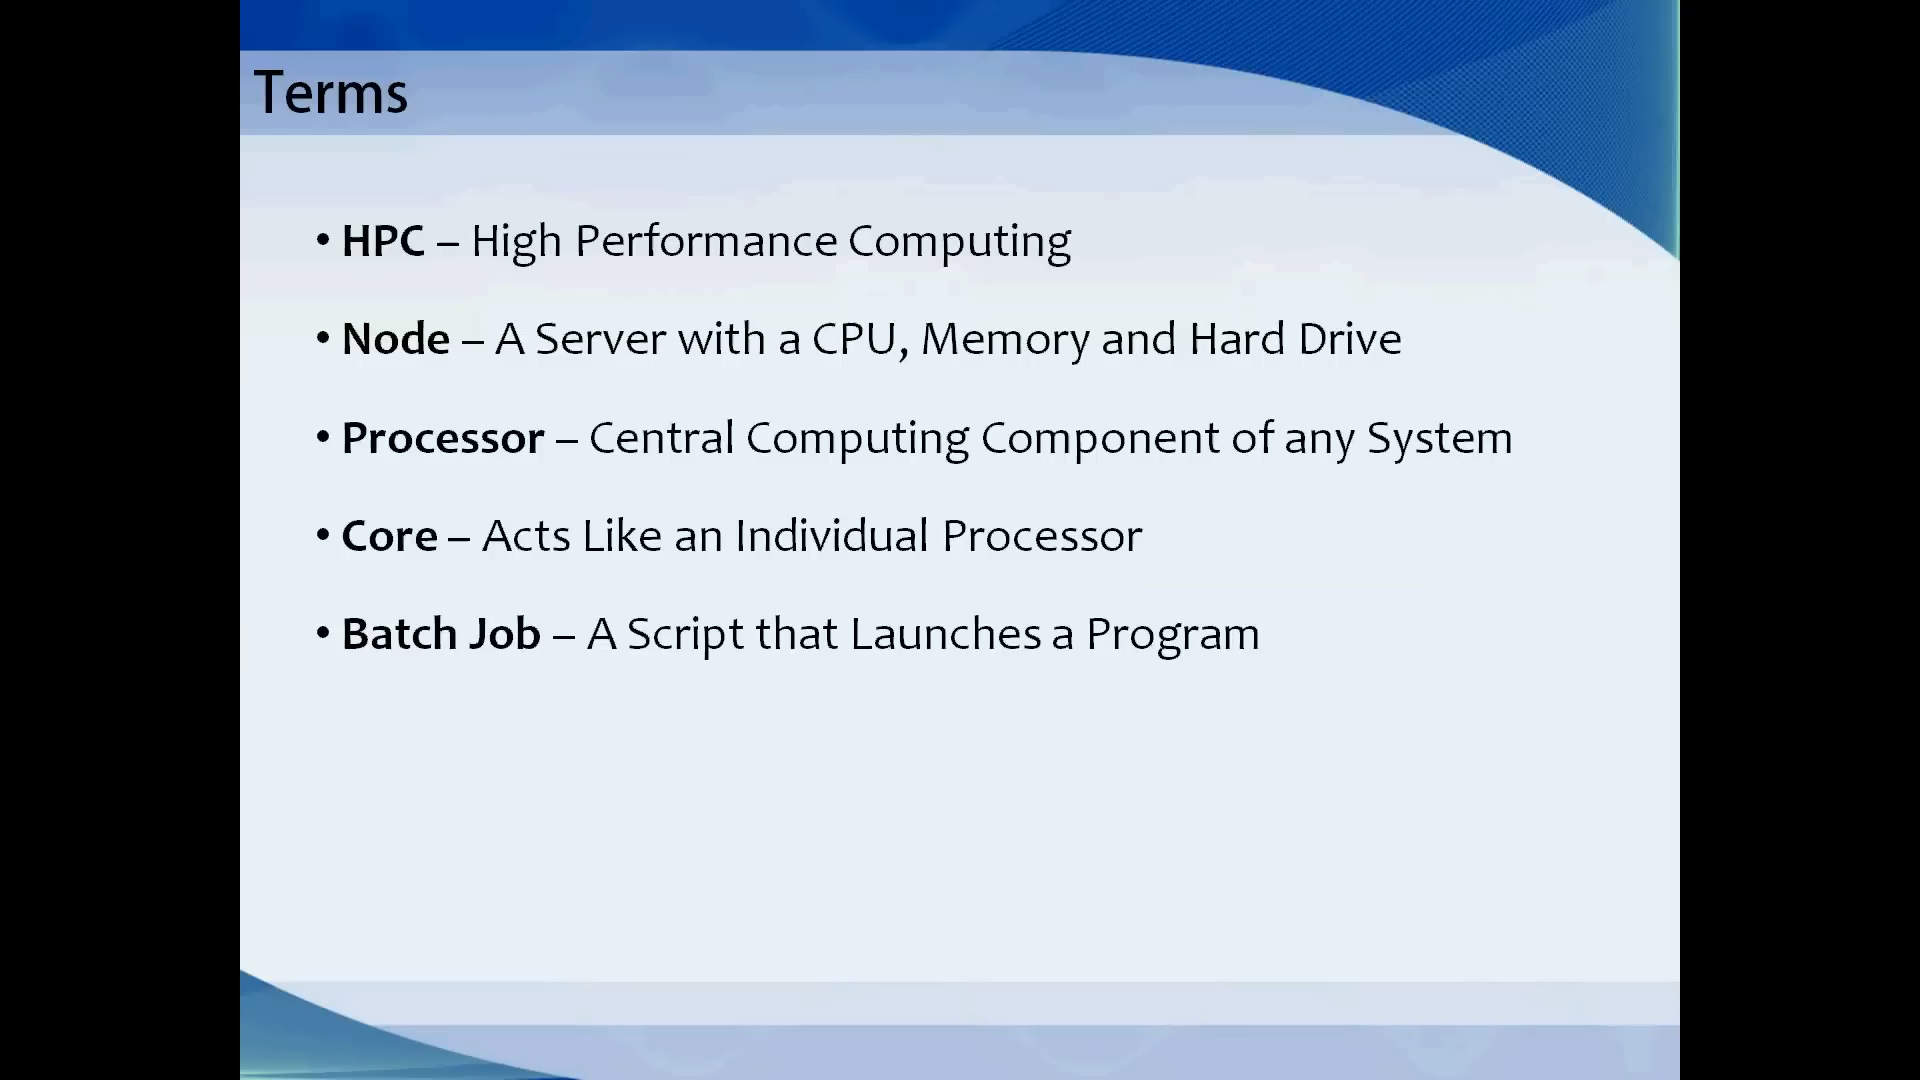 Terms
• HPC – High Performance Computing
• Node – A Server with a CPU, Memory and Hard Drive
• Processor – Central Computing Component of any System
• Core – Acts Like an Individual Processor
• Batch Job – A Script that Launches a Program